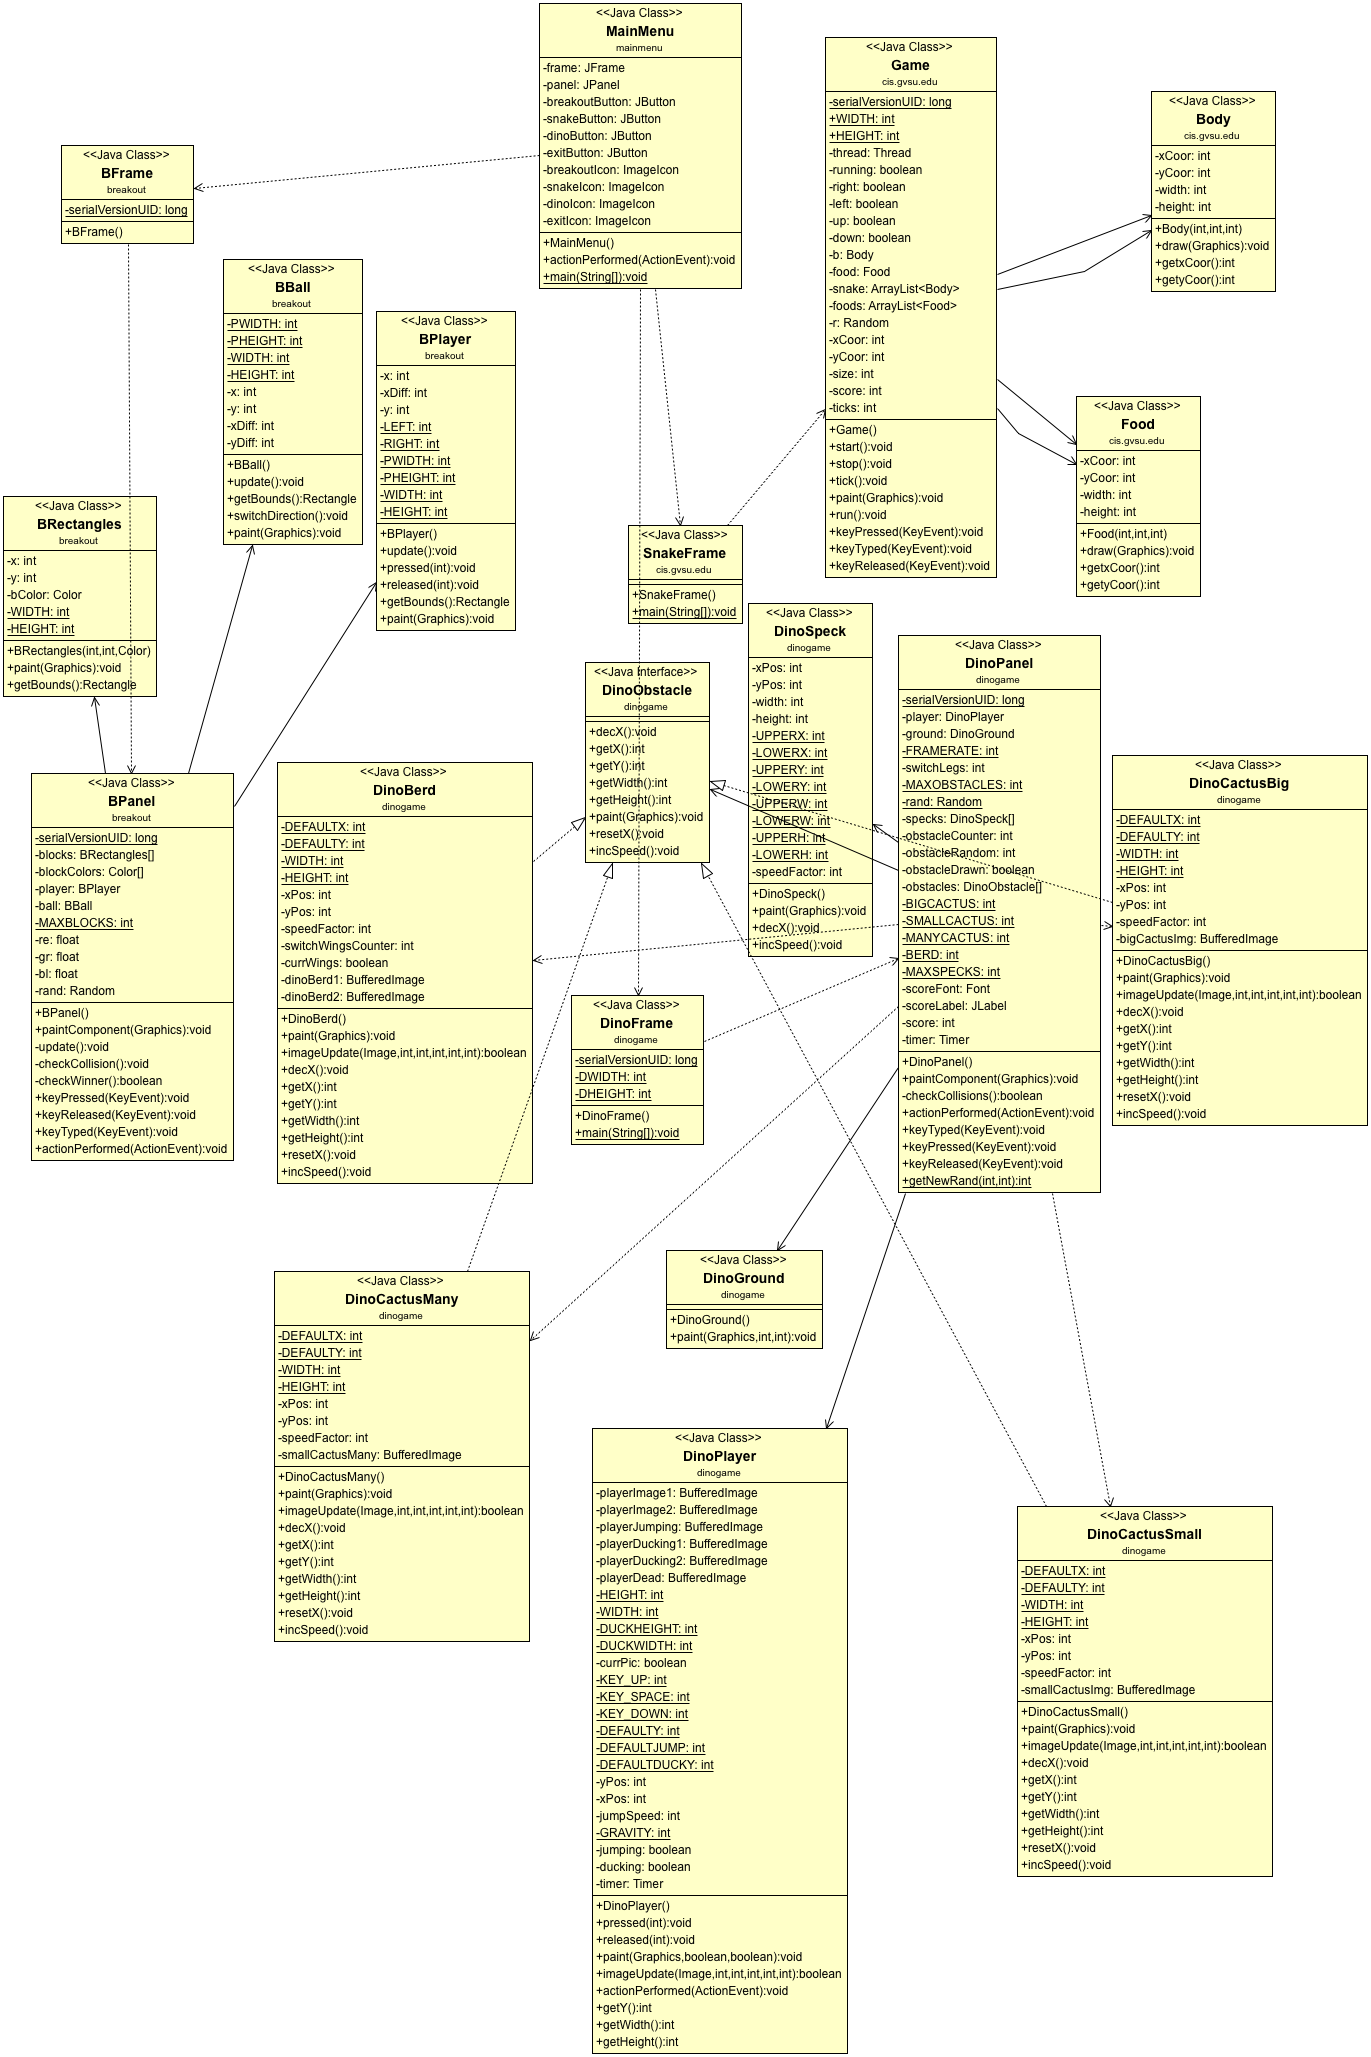 <<Java Class>>
MainMenu
mainmenu
-frame: JFrame
-panel: JPanel
-breakoutButton: JButton
-snakeButton: JButton
-dinoButton: JButton
-exitButton: JButton
-breakoutIcon: ImageIcon
-snakeIcon: ImageIcon
-dinoIcon: ImageIcon
-exitIcon: ImageIcon
+MainMenu()
+actionPerformed(ActionEvent):void
+main(String[]):void
<<Java Class>>
Game
cis.gvsu.edu
-serialVersionUID: long
+WIDTH: int
+HEIGHT: int
-thread: Thread
-running: boolean
-right: boolean
-left: boolean
-up: boolean
-down: boolean
-b: Body
-food: Food
-snake: ArrayList<Body>
-foods: ArrayList<Food>
-r: Random
-xCoor: int
-yCoor: int
-size: int
-score: int
-ticks: int
+Game()
+start():void
+stop():void
+tick():void
+paint(Graphics):void
+run():void
+keyPressed(KeyEvent):void
+keyTyped(KeyEvent):void
+keyReleased(KeyEvent):void
<<Java Class>>
Body
cis.gvsu.edu
-xCoor: int
-yCoor: int
-width: int
-height: int
+Body(int,int,int)
+draw(Graphics):void
+getxCoor():int
+getyCoor():int
<<Java Class>>
BFrame
breakout
-serialVersionUID: long
+BFrame()
<<Java Class>>
BBall
breakout
-PWIDTH: int
-PHEIGHT: int
-WIDTH: int
-HEIGHT: int
-x: int
-y: int
-xDiff: int
-yDiff: int
+BBall()
+update():void
+getBounds():Rectangle
+switchDirection():void
+paint(Graphics):void
<<Java Class>>
BPlayer
breakout
-x: int
-xDiff: int
-y: int
-LEFT: int
-RIGHT: int
-PWIDTH: int
-PHEIGHT: int
-WIDTH: int
-HEIGHT: int
+BPlayer()
+update():void
+pressed(int):void
+released(int):void
+getBounds():Rectangle
+paint(Graphics):void
<<Java Class>>
Food
cis.gvsu.edu
-xCoor: int
-yCoor: int
-width: int
-height: int
+Food(int,int,int)
+draw(Graphics):void
+getxCoor():int
+getyCoor():int
<<Java Class>>
BRectangles
breakout
-x: int
-y: int
-bColor: Color
-WIDTH: int
-HEIGHT: int
+BRectangles(int,int,Color)
+paint(Graphics):void
+getBounds():Rectangle
<<Java Class>>
SnakeFrame
cis.gvsu.edu
+SnakeFrame()
+main(String[]):void
<<Java Class>>
DinoSpeck
dinogame
-xPos: int
-yPos: int
-width: int
-height: int
-UPPERX: int
-LOWERX: int
-UPPERY: int
-LOWERY: int
-UPPERW: int
-LOWERW: int
-UPPERH: int
-LOWERH: int
-speedFactor: int
+DinoSpeck()
+paint(Graphics):void
+decX():void
+incSpeed():void
<<Java Interface>>
DinoObstacle
dinogame
+decX():void
+getX():int
+getY():int
+getWidth():int
+getHeight():int
+paint(Graphics):void
+resetX():void
+incSpeed():void
<<Java Class>>
DinoPanel
dinogame
-serialVersionUID: long
-player: DinoPlayer
-ground: DinoGround
-FRAMERATE: int
-switchLegs: int
-MAXOBSTACLES: int
-rand: Random
-specks: DinoSpeck[]
-obstacleCounter: int
-obstacleRandom: int
-obstacleDrawn: boolean
-obstacles: DinoObstacle[]
-BIGCACTUS: int
-SMALLCACTUS: int
-MANYCACTUS: int
-BERD: int
-MAXSPECKS: int
-scoreFont: Font
-scoreLabel: JLabel
-score: int
-timer: Timer
+DinoPanel()
+paintComponent(Graphics):void
-checkCollisions():boolean
+actionPerformed(ActionEvent):void
+keyTyped(KeyEvent):void
+keyPressed(KeyEvent):void
+keyReleased(KeyEvent):void
+getNewRand(int,int):int
<<Java Class>>
DinoCactusBig
dinogame
-DEFAULTX: int
-DEFAULTY: int
-WIDTH: int
-HEIGHT: int
-xPos: int
-yPos: int
-speedFactor: int
-bigCactusImg: BufferedImage
+DinoCactusBig()
+paint(Graphics):void
+imageUpdate(Image,int,int,int,int,int):boolean
+decX():void
+getX():int
+getY():int
+getWidth():int
+getHeight():int
+resetX():void
+incSpeed():void
<<Java Class>>
BPanel
breakout
-serialVersionUID: long
-blocks: BRectangles[]
-blockColors: Color[]
-player: BPlayer
-ball: BBall
-MAXBLOCKS: int
-re: float
-gr: float
-bl: float
-rand: Random
+BPanel()
+paintComponent(Graphics):void
-update():void
-checkCollision():void
-checkWinner():boolean
+keyPressed(KeyEvent):void
+keyReleased(KeyEvent):void
+keyTyped(KeyEvent):void
+actionPerformed(ActionEvent):void
<<Java Class>>
DinoBerd
dinogame
-DEFAULTX: int
-DEFAULTY: int
-WIDTH: int
-HEIGHT: int
-xPos: int
-yPos: int
-speedFactor: int
-switchWingsCounter: int
-currWings: boolean
-dinoBerd1: BufferedImage
-dinoBerd2: BufferedImage
+DinoBerd()
+paint(Graphics):void
+imageUpdate(Image,int,int,int,int,int):boolean
+decX():void
+getX():int
+getY():int
+getWidth():int
+getHeight():int
+resetX():void
+incSpeed():void
<<Java Class>>
DinoFrame
dinogame
-serialVersionUID: long
-DWIDTH: int
-DHEIGHT: int
+DinoFrame()
+main(String[]):void
<<Java Class>>
DinoGround
dinogame
+DinoGround()
+paint(Graphics,int,int):void
<<Java Class>>
DinoCactusMany
dinogame
-DEFAULTX: int
-DEFAULTY: int
-WIDTH: int
-HEIGHT: int
-xPos: int
-yPos: int
-speedFactor: int
-smallCactusMany: BufferedImage
+DinoCactusMany()
+paint(Graphics):void
+imageUpdate(Image,int,int,int,int,int):boolean
+decX():void
+getX():int
+getY():int
+getWidth():int
+getHeight():int
+resetX():void
+incSpeed():void
<<Java Class>>
DinoPlayer
dinogame
-playerImage1: BufferedImage
-playerImage2: BufferedImage
-playerJumping: BufferedImage
-playerDucking1: BufferedImage
-playerDucking2: BufferedImage
-playerDead: BufferedImage
-HEIGHT: int
-WIDTH: int
-DUCKHEIGHT: int
-DUCKWIDTH: int
-currPic: boolean
-KEY_UP: int
-KEY_SPACE: int
-KEY_DOWN: int
-DEFAULTY: int
-DEFAULTJUMP: int
-DEFAULTDUCKY: int
-yPos: int
-xPos: int
-jumpSpeed: int
-GRAVITY: int
-jumping: boolean
-ducking: boolean
-timer: Timer
+DinoPlayer()
+pressed(int):void
+released(int):void
+paint(Graphics,boolean,boolean):void
+imageUpdate(Image,int,int,int,int,int):boolean
+actionPerformed(ActionEvent):void
+getY():int
+getWidth():int
+getHeight():int
<<Java Class>>
DinoCactusSmall
dinogame
-DEFAULTX: int
-DEFAULTY: int
-WIDTH: int
-HEIGHT: int
-xPos: int
-yPos: int
-speedFactor: int
-smallCactusImg: BufferedImage
+DinoCactusSmall()
+paint(Graphics):void
+imageUpdate(Image,int,int,int,int,int):boolean
+decX():void
+getX():int
+getY():int
+getWidth():int
+getHeight():int
+resetX():void
+incSpeed():void